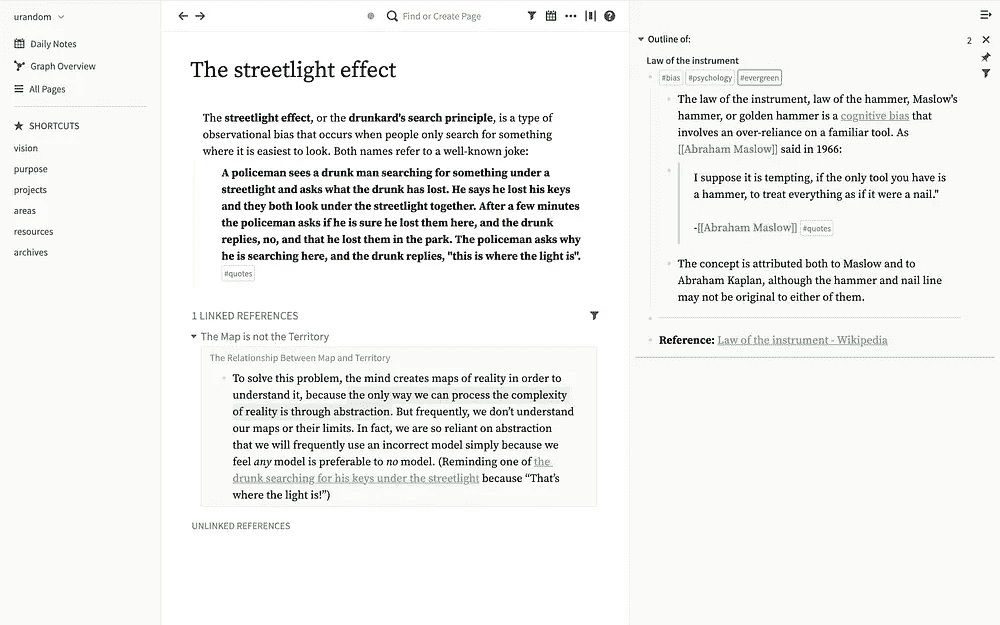 urandom
Daily Notes
Graph Overview
All Pages
SHORTCUTS
vision
purpose
projects
areas
resources
archives
Find or Create Page
The streetlight effect
The streetlight effect, or the drunkard's search principle, is a type of
observational bias that occurs when people only search for something
where it is easiest to look. Both names refer to a well-known joke:
A policeman sees a drunk man searching for something under a
streetlight and asks what the drunk has lost. He says he lost his keys
and they both look under the streetlight together. After a few minutes
the policeman asks if he is sure he lost them here, and the drunk
replies, no, and that he lost them in the park. The policeman asks why
he is searching here, and the drunk replies, "this is where the light is".
#quotes
1 LINKED REFERENCES
The Map is not the Territory
The Relationship Between Map and Territory
To solve this problem, the mind creates maps of reality in order to
understand it, because the only way we can process the complexity
of reality is through abstraction. But frequently, we don't understand
our maps or their limits. In fact, we are so reliant on abstraction
that we will frequently use an incorrect model simply because we
feel any model is preferable to no model. (Reminding one of the
drunk searching for his keys under the streetlight because “That's
where the light is!”)
UNLINKED REFERENCES
Outline of:
2
Law of the instrument
#bias #psychology #evergreen
The law of the instrument, law of the hammer, Maslow's
hammer, or golden hammer is a cognitive bias that
involves an over-reliance on a familiar tool. As
[[Abraham Maslow]] said in 1966:
I suppose it is tempting, if the only tool you have is
a hammer, to treat everything as if it were a nail."
-[[Abraham Maslow]] #quotes
The concept is attributed both to Maslow and to
Abraham Kaplan, although the hammer and nail line
may not be original to either of them.
Reference: Law of the instrument - Wikipedia